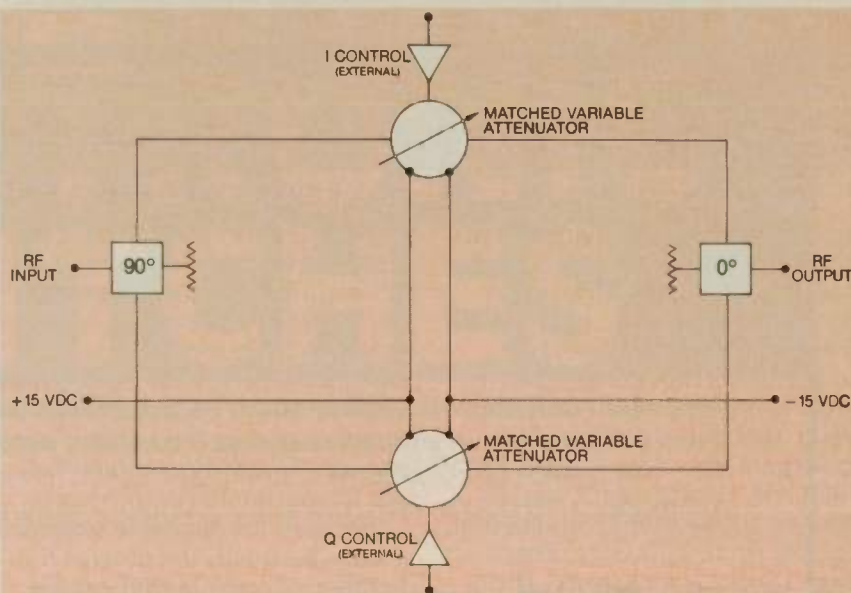 I CONTROL
(EXTERNAL)
MATCHED VARIABLE
ATTENUATOR
RF
INPUT
90°
0°
RF
OUTPUT
+15 VDC
−15 VDC
MATCHED VARIABLE
ATTENUATOR
Q CONTROL
(EXTERNAL)